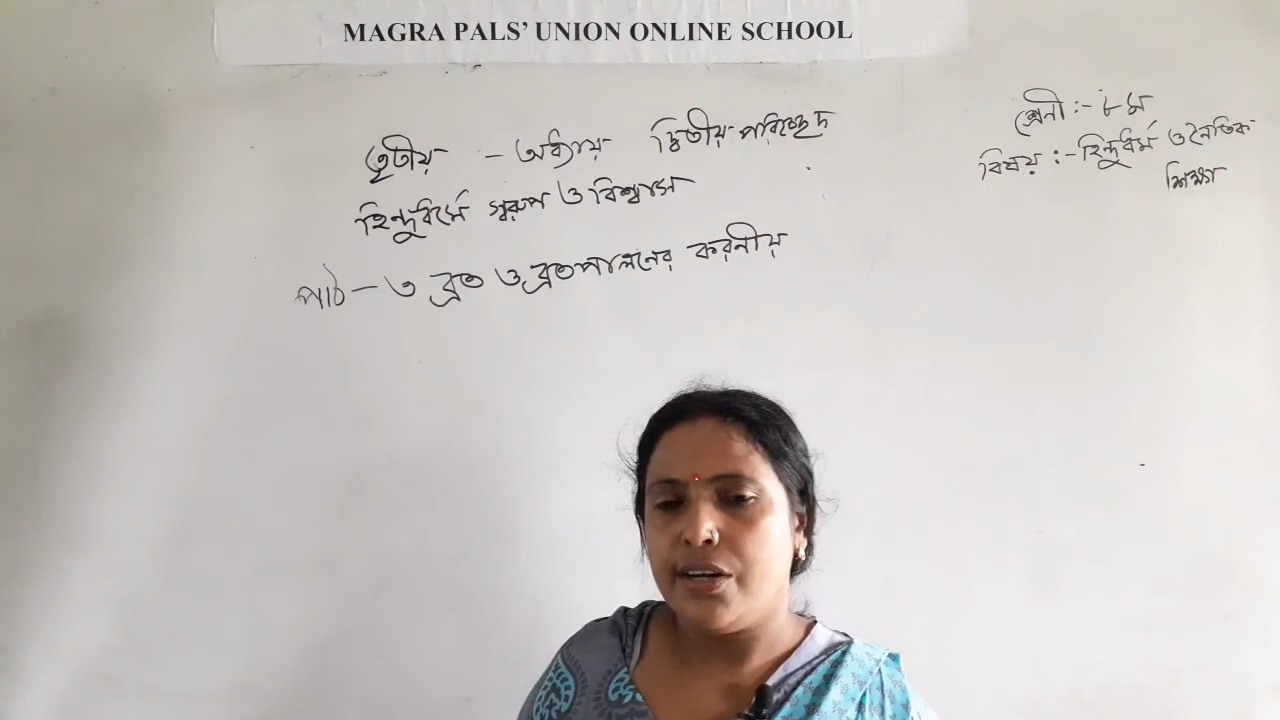 MAGRA PALS' UNION ONLINE SCHOOL
তৃতীয় - অধ্যায় দ্বিতীয় পরিচ্ছেদ
হিন্দুধর্মে স্বরুপ ও বিশ্বাস
পাঠ - ৩ ব্রত ও ব্রতপালনের করনীয়
শ্রেনী :- ৮ম
বিষয় :- হিন্দুধর্ম ও নৈতিক
শিক্ষা